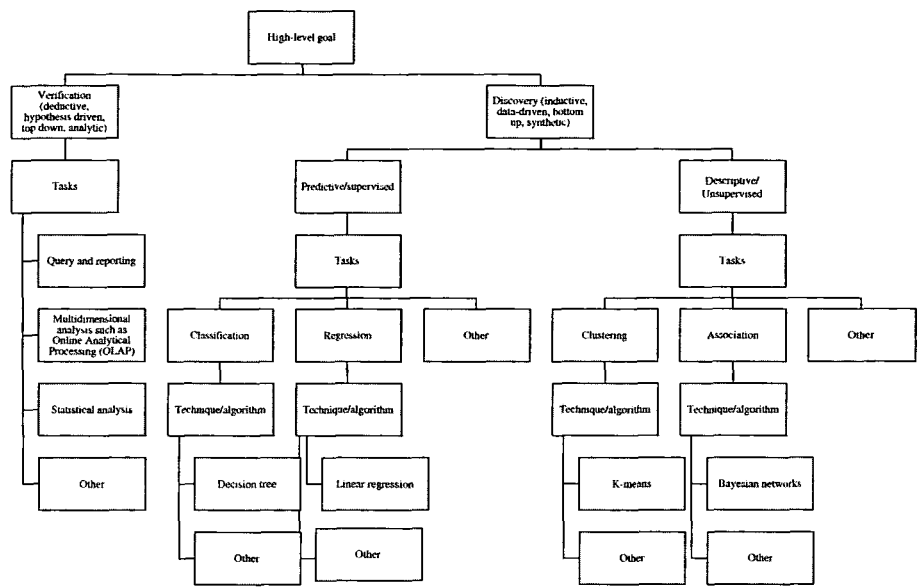 High-level goal
Verification
(deductive,
hypothesis driven,
top down, analytic)
Discovery (inductive,
data-driven, bottom
up, synthetic)
Tasks
Predictive/supervised
Descriptive/
Unsupervised
Query and reporting
Tasks
Tasks
Multidimensional
analysis such as
Online Analytical
Processing (OLAP)
Classification
Regression
Other
Clustering
Association
Other
Statistical analysis
Technique/algorithm
Technique/algorithm
Technique/algorithm
Technique/algorithm
Other
Decision tree
Linear regression
K-means
Bayesian networks
Other
Other
Other
Other